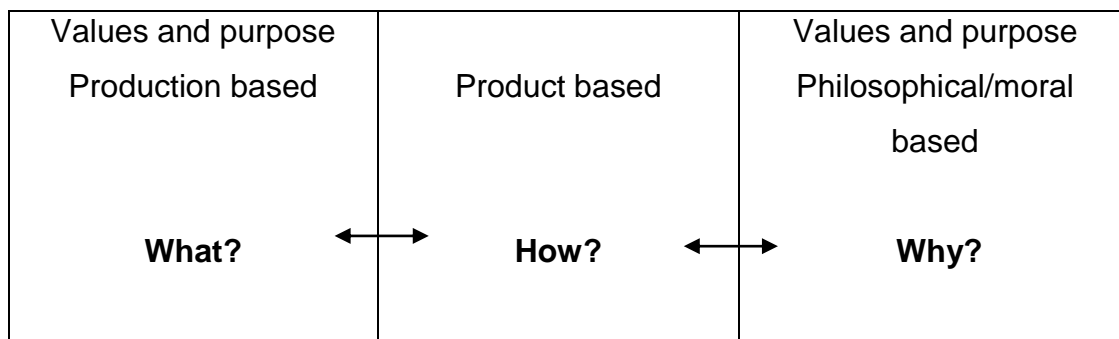 Values and purpose
Production based
What?
Product based
How?
Values and purpose
Philosophical/moral
based
Why?